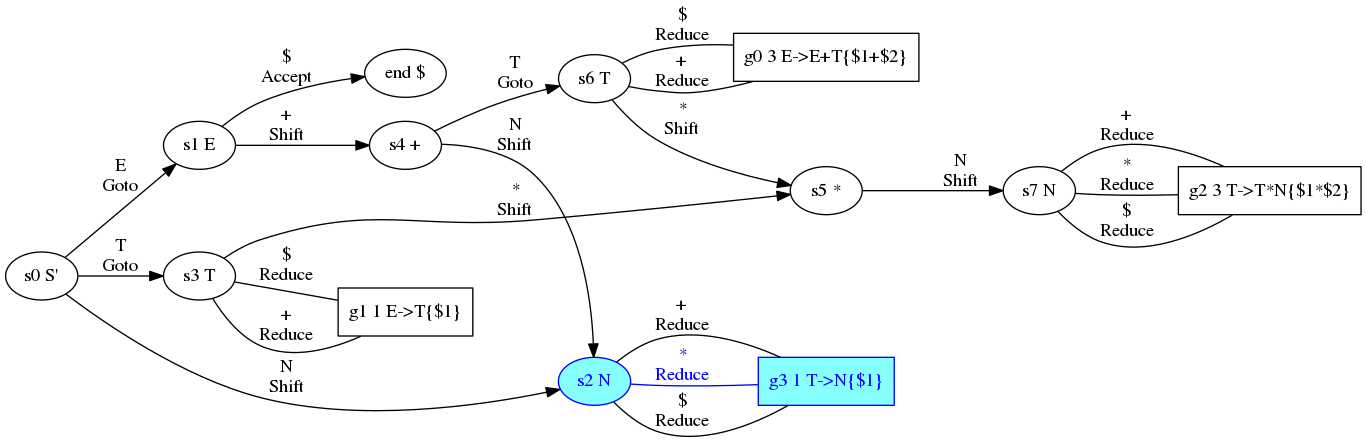 $
Reduce
g0 3 E->E+T{$1+$2}
+
Reduce
$
Accept
end $
T
Goto
s6 T
*
Shift
+
Shift
s1 E
s4 +
N
Shift
+
Reduce
E
Goto
*
Shift
s5 *
N
Shift
s7 N
*
Reduce
g2 3 T->T*N{$1*$2}
$
Reduce
s0 S'
T
Goto
s3 T
$
Reduce
g1 1 E->T{$1}
+
Reduce
N
Shift
+
Reduce
s2 N
*
Reduce
g3 1 T->N{$1}
$
Reduce